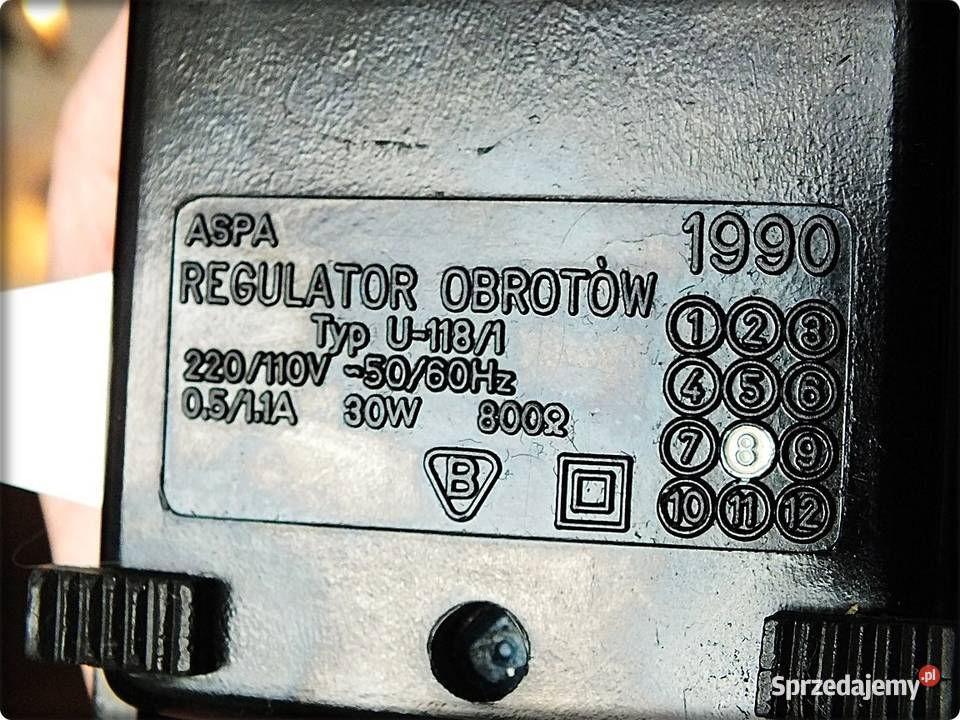 ASPA
1990
REGULATOR OBROTÓW
Typ U-118/1
220/110V ~50/60Hz
0.5/1.1A 30W 800Ω
B
1 2 3
4 5 6
7 8 9
10 11 12
Sprzedajemy.pl